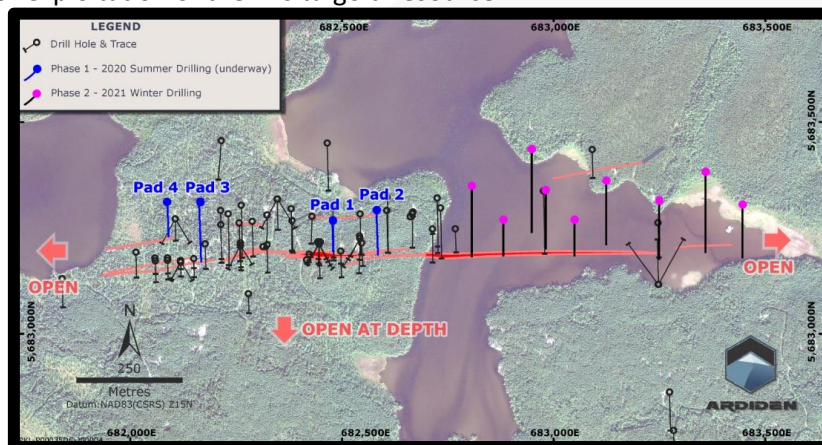 LEGEND
Drill Hole & Trace
Phase 1 - 2020 Summer Drilling (underway)
Phase 2 - 2021 Winter Drilling
682,500E
683,000E
683,500E
5,683,500N
Pad 4
Pad 3
Pad 1
Pad 2
OPEN
OPEN
OPEN AT DEPTH
5,683,000N
5,683,000N
N
250
Metres
Datum:NAD83(CSRS) Z15N
ARDIDEN
682,000E
682,500E
683,000E
683,500E